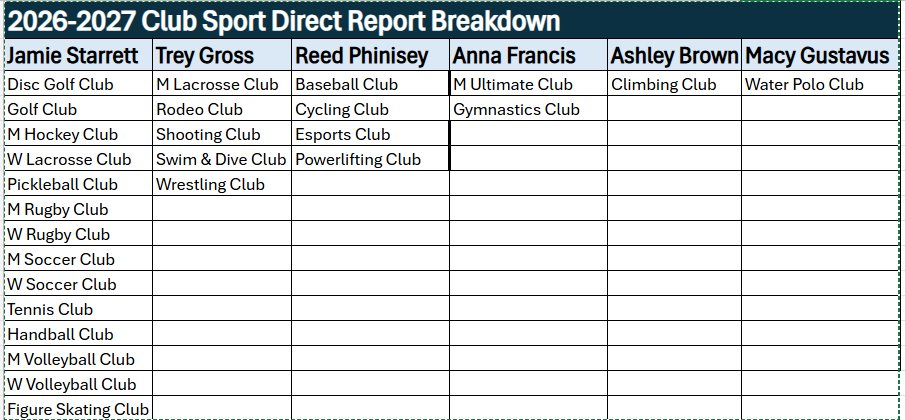 2026-2027 Club Sport Direct Report Breakdown
Jamie Starrett Trey Gross Reed Phinisey Anna Francis Ashley Brown Macy Gustavus
Disc Golf Club M Lacrosse Club Baseball Club M Ultimate Club Climbing Club Water Polo Club
Golf Club Rodeo Club Cycling Club Gymnastics Club
M Hockey Club Shooting Club Esports Club
W Lacrosse Club Swim & Dive Club Powerlifting Club
Pickleball Club Wrestling Club
M Rugby Club
W Rugby Club
M Soccer Club
W Soccer Club
Tennis Club
Handball Club
M Volleyball Club
W Volleyball Club
Figure Skating Club